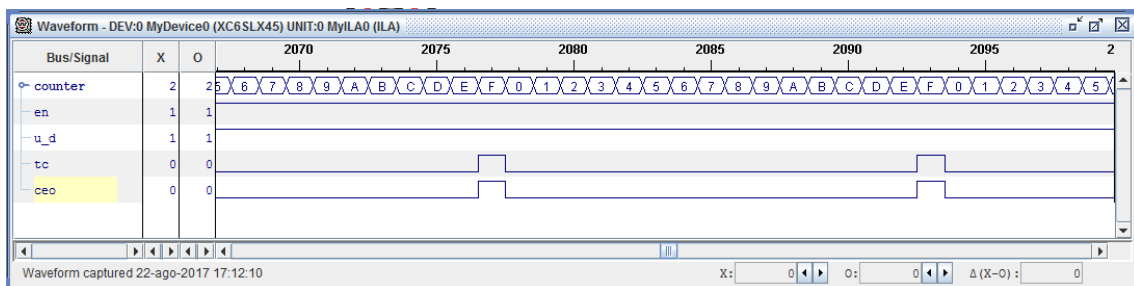 Waveform - DEV:0 MyDevice0 (XC6SLX45) UNIT:0 MyILA0 (ILA)
Bus/Signal X O 2070 2075 2080 2085 2090 2095 2
counter 2 2 5 6 7 8 9 A B C D E F 0 1 2 3 4 5 6 7 8 9 A B C D E F 0 1 2 3 4 5
en 1 1
u_d 1 1
tc 0 0
ceo 0 0
Waveform captured 22-ago-2017 17:12:10 X: 0 O: 0 Δ(X-O): 0